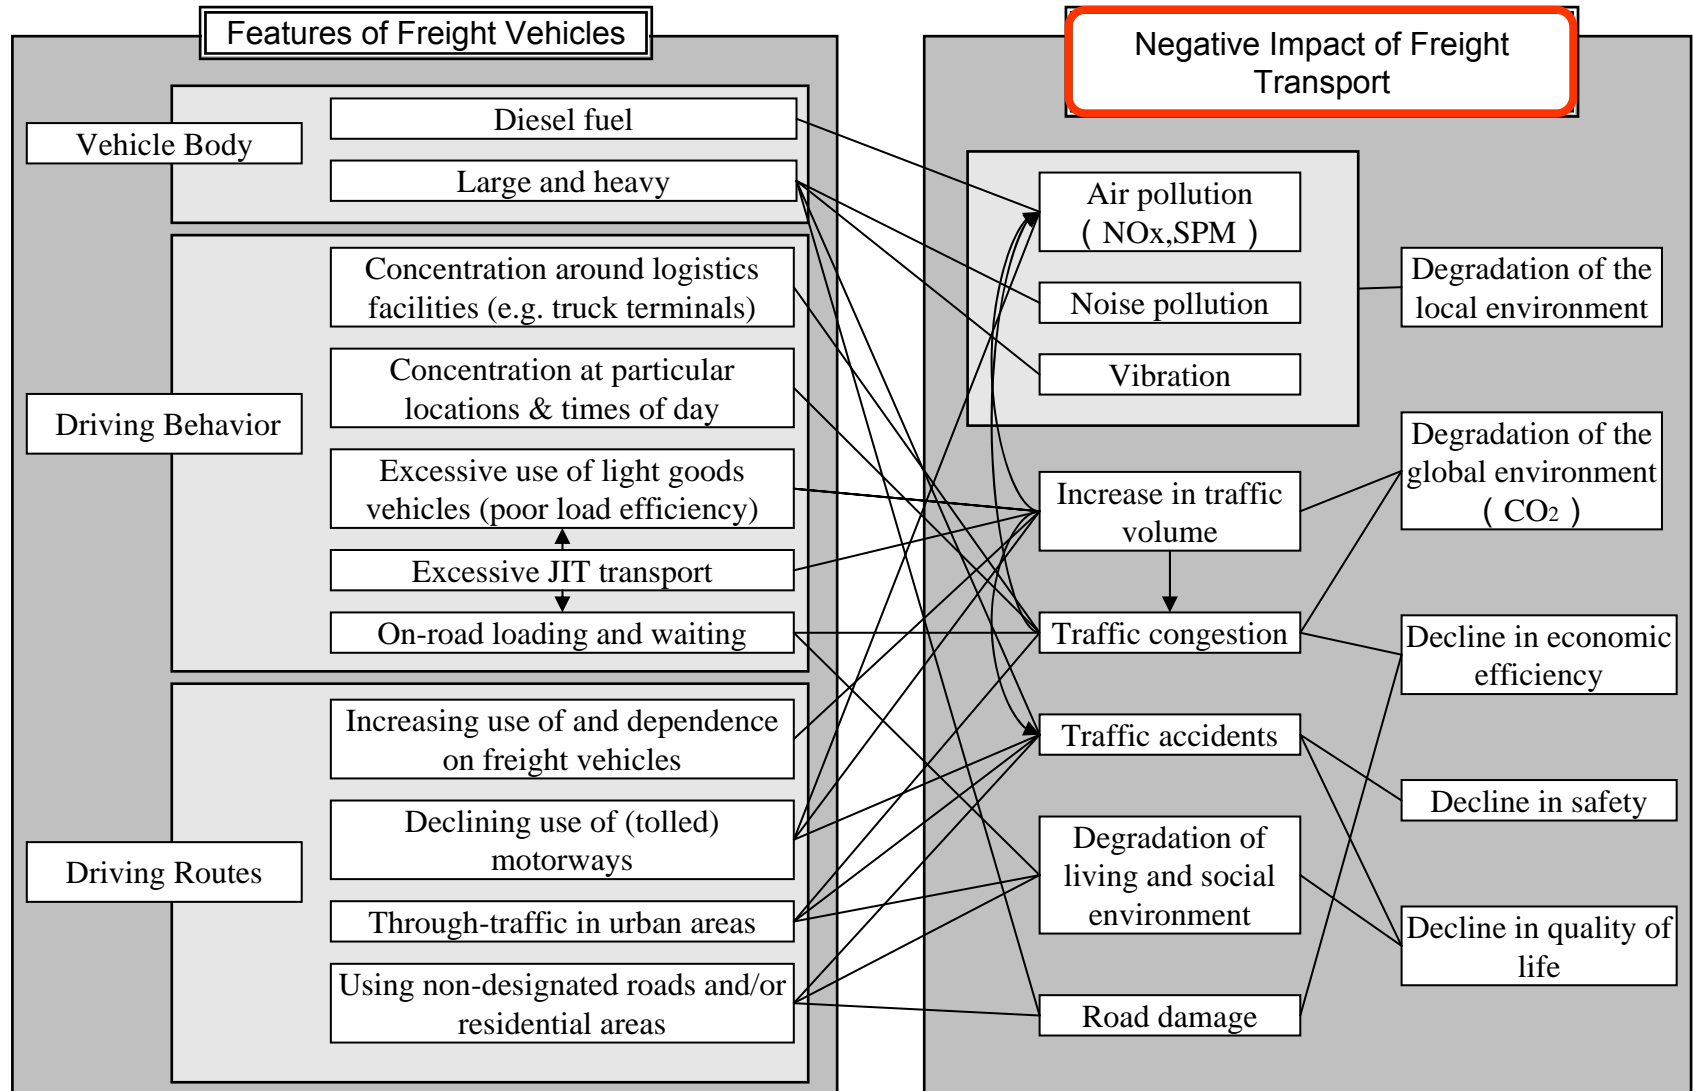 Features of Freight Vehicles
Vehicle Body
Diesel fuel
Large and heavy
Driving Behavior
Concentration around logistics
facilities (e.g. truck terminals)
Concentration at particular
locations & times of day
Excessive use of light goods
vehicles (poor load efficiency)
Excessive JIT transport
On-road loading and waiting
Driving Routes
Increasing use of and dependence
on freight vehicles
Declining use of (tolled)
motorways
Through-traffic in urban areas
Using non-designated roads and/or
residential areas
Negative Impact of Freight
Transport
Air pollution
( NOx,SPM )
Noise pollution
Vibration
Increase in traffic
volume
Traffic congestion
Traffic accidents
Degradation of
living and social
environment
Road damage
Degradation of the
local environment
Degradation of the
global environment
( CO2 )
Decline in economic
efficiency
Decline in safety
Decline in quality of
life